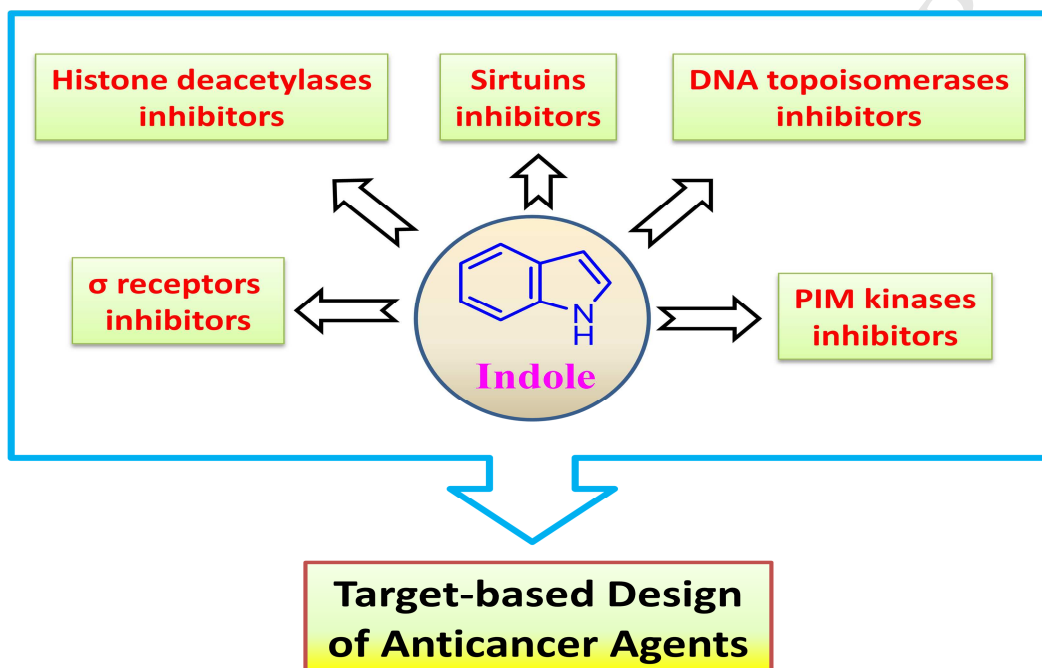 Histone deacetylases
inhibitors
Sirtuins
inhibitors
DNA topoisomerases
inhibitors
σ receptors
inhibitors
N
H
Indole
PIM kinases
inhibitors
Target-based Design
of Anticancer Agents